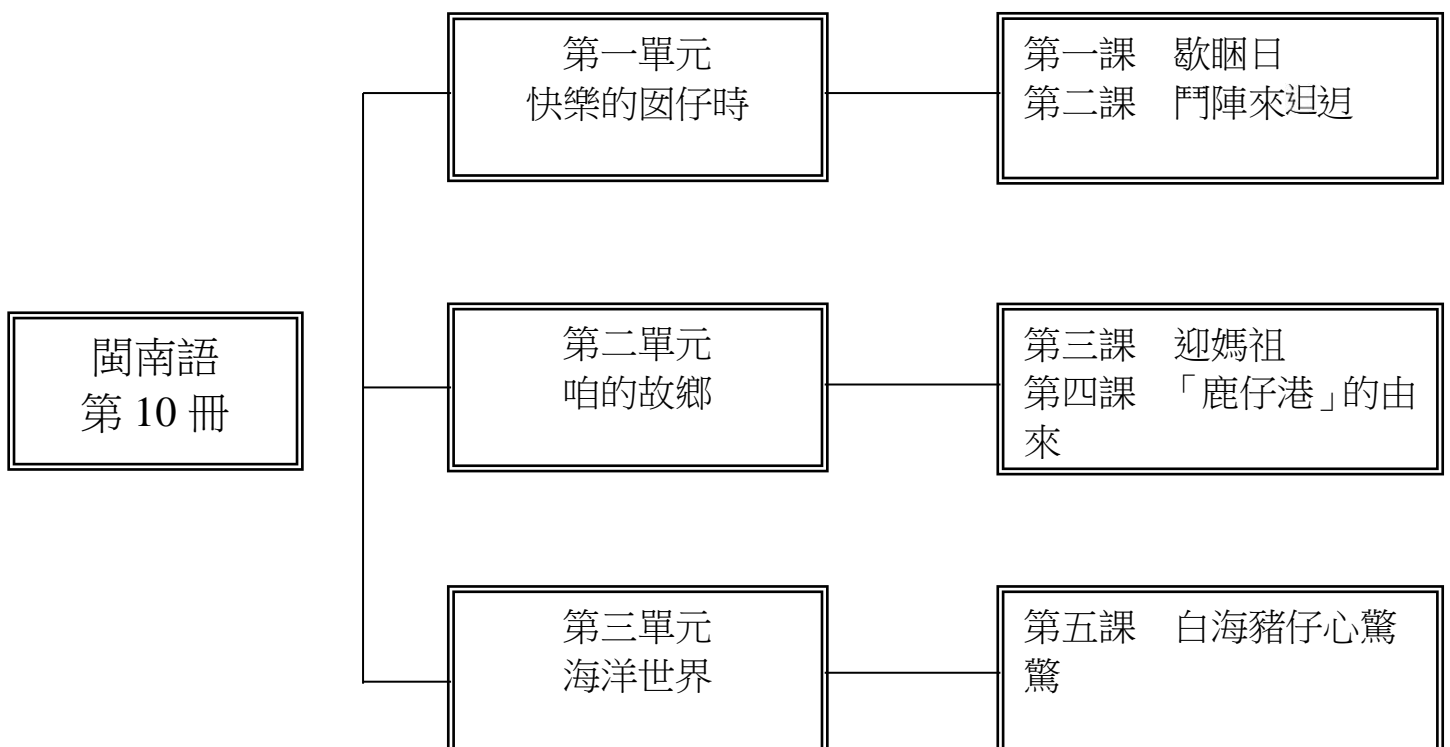 閩南語
第 10 冊
第一單元
快樂的囡仔時
第一課　歇睏日
第二課　鬥陣來𨑨迌
第二單元
咱的故鄉
第三課　迎媽祖
第四課　「鹿仔港」的由
來
第三單元
海洋世界
第五課　白海豬仔心驚
驚